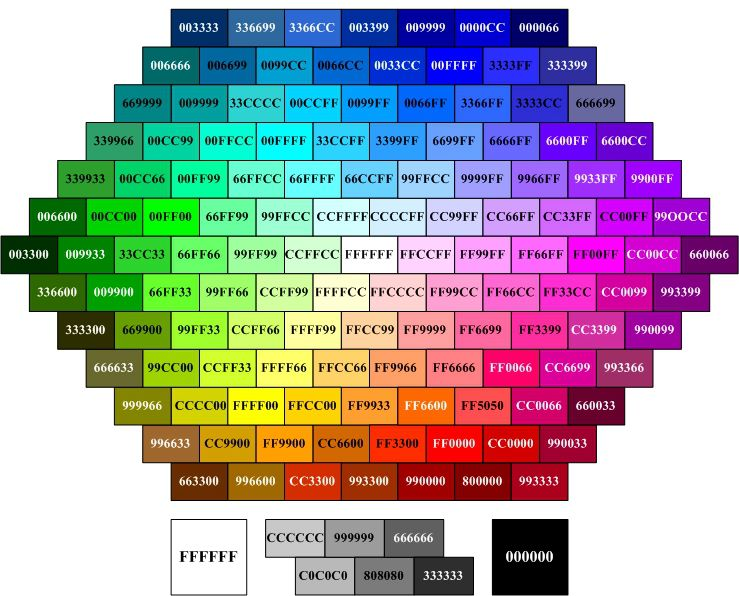 003333 336699 3366CC 003399 009999 0000CC 000066
006666 006699 0099CC 0066CC 0033CC 00FFFF 3333FF 333399
669999 009999 33CCCC 00CCFF 0099FF 0066FF 3366FF 3333CC 666699
339966 00CC99 00FFCC 00FFFF 33CCFF 3399FF 6699FF 6666FF 6600FF 6600CC
339933 00CC66 00FF99 66FFCC 66FFFF 66CCFF 99FFCC 9999FF 9966FF 9933FF 9900FF
006600 00CC00 00FF00 66FF99 99FFCC CCFFFF CCCCFF CC99FF CC66FF CC33FF CC00FF 99OOCC
003300 009933 33CC33 66FF66 99FF99 CCFFCC FFFFFF FFCCFF FF99FF FF66FF FF00FF CC00CC 660066
336600 009900 66FF33 99FF66 CCFF99 FFFFCC FFCCCC FF99CC FF66CC FF33CC CC0099 993399
333300 669900 99FF33 CCFF66 FFFF99 FFCC99 FF9999 FF6699 FF3399 CC3399 990099
666633 99CC00 CCFF33 FFFF66 FFCC66 FF9966 FF6666 FF0066 CC6699 993366
999966 CCCC00 FFFF00 FFCC00 FF9933 FF6600 FF5050 CC0066 660033
996633 CC9900 FF9900 CC6600 FF3300 FF0000 CC0000 990033
663300 996600 CC3300 993300 990000 800000 993333
FFFFFF
CCCCCC 999999 666666
C0C0C0 808080 333333
000000